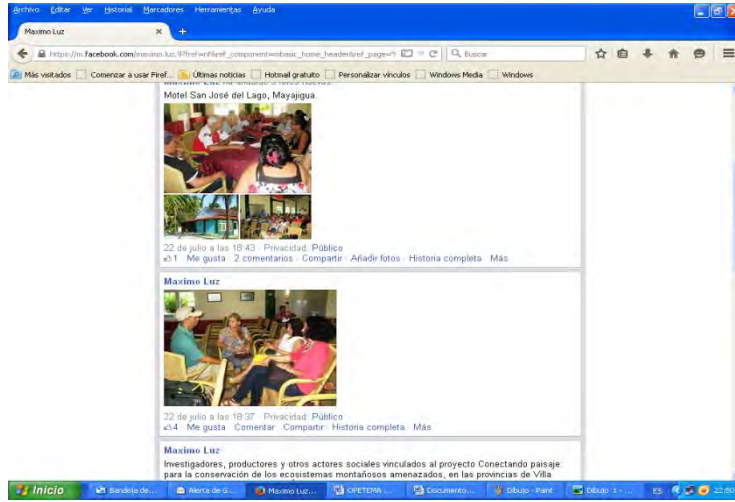 Archivo Editar Ver Historial Marcadores Herramientas Ayuda
Maximo Luz
Buscar
Más visitados Comenzar a usar Firef... Últimas noticias Hotmail gratuito Personalizar vínculos Windows Media Windows
Motel San José del Lago, Mayajigua.
22 de julio a las 18:43 · Privacidad: Público
1 · Me gusta · 2 comentarios · Compartir · Añadir fotos · Historia completa · Más
Maximo Luz
22 de julio a las 18:37 · Privacidad: Público
4 · Me gusta · Comentar · Compartir · Historia completa · Más
Maximo Luz
Investigadores, productores y otros actores sociales vinculados al proyecto Conectando paisaje:
para la conservación de los ecosistemas montañosos amenazados, en las provincias de Villa
Inicio Bandeja de... Alerta de G... Maximo Luz... OPETEMA ... Documento... Dibujo - Paint Dibujo 1 - ... ES 22:50